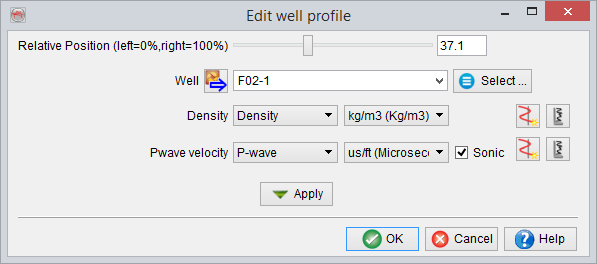 Edit well profile
Relative Position (left=0%,right=100%) 37.1
Well F02-1 Select ...
Density Density kg/m3 (Kg/m3)
Pwave velocity P-wave us/ft (Microsec Sonic
Apply
OK Cancel Help